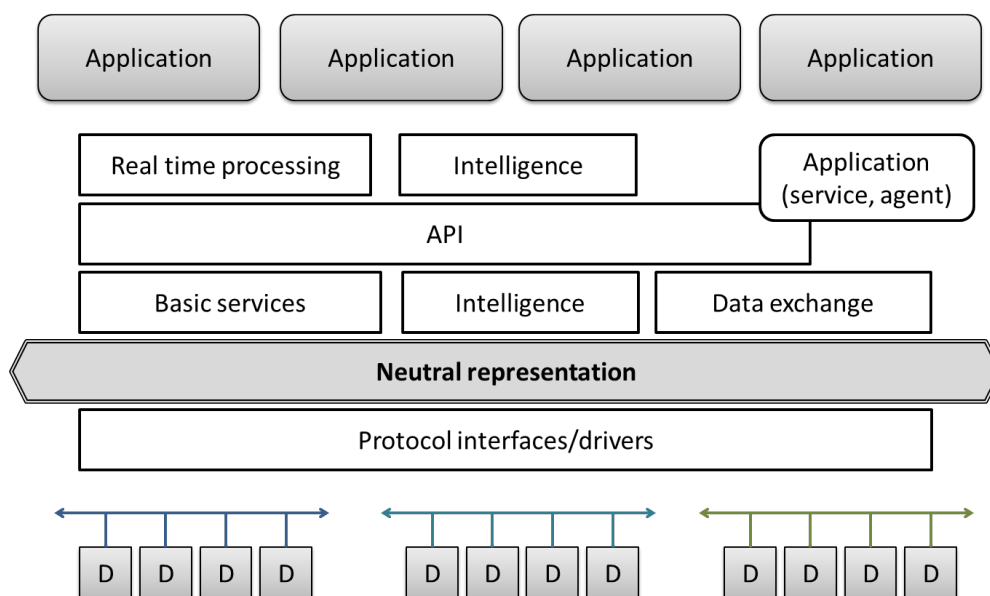 Application
Application
Application
Application
Real time processing
Intelligence
Application
(service, agent)
API
Basic services
Intelligence
Data exchange
Neutral representation
Protocol interfaces/drivers
D
D
D
D
D
D
D
D
D
D
D
D